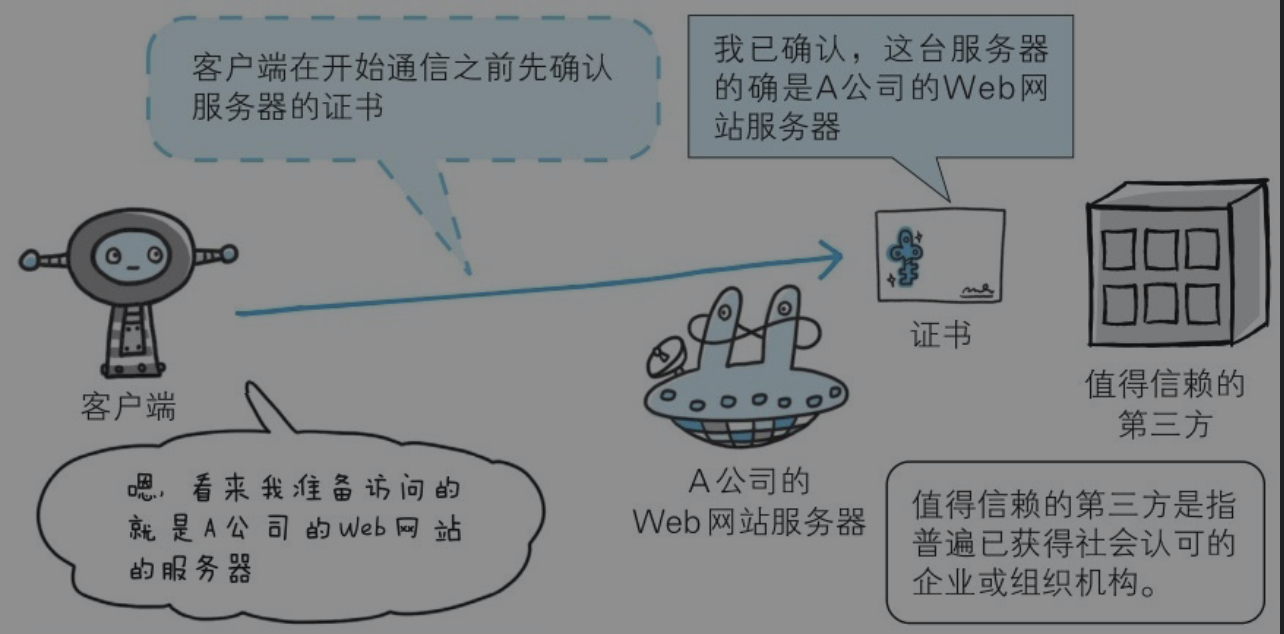 客户端在开始通信之前先确认
服务器的证书
我已确认，这台服务器
的确是A公司的Web网
站服务器
证书
客户端
值得信赖的
第三方
嗯，看来我准备访问的
就是A公司的Web网站
的服务器
A公司的
Web网站服务器
值得信赖的第三方是指
普遍已获得社会认可的
企业或组织机构。